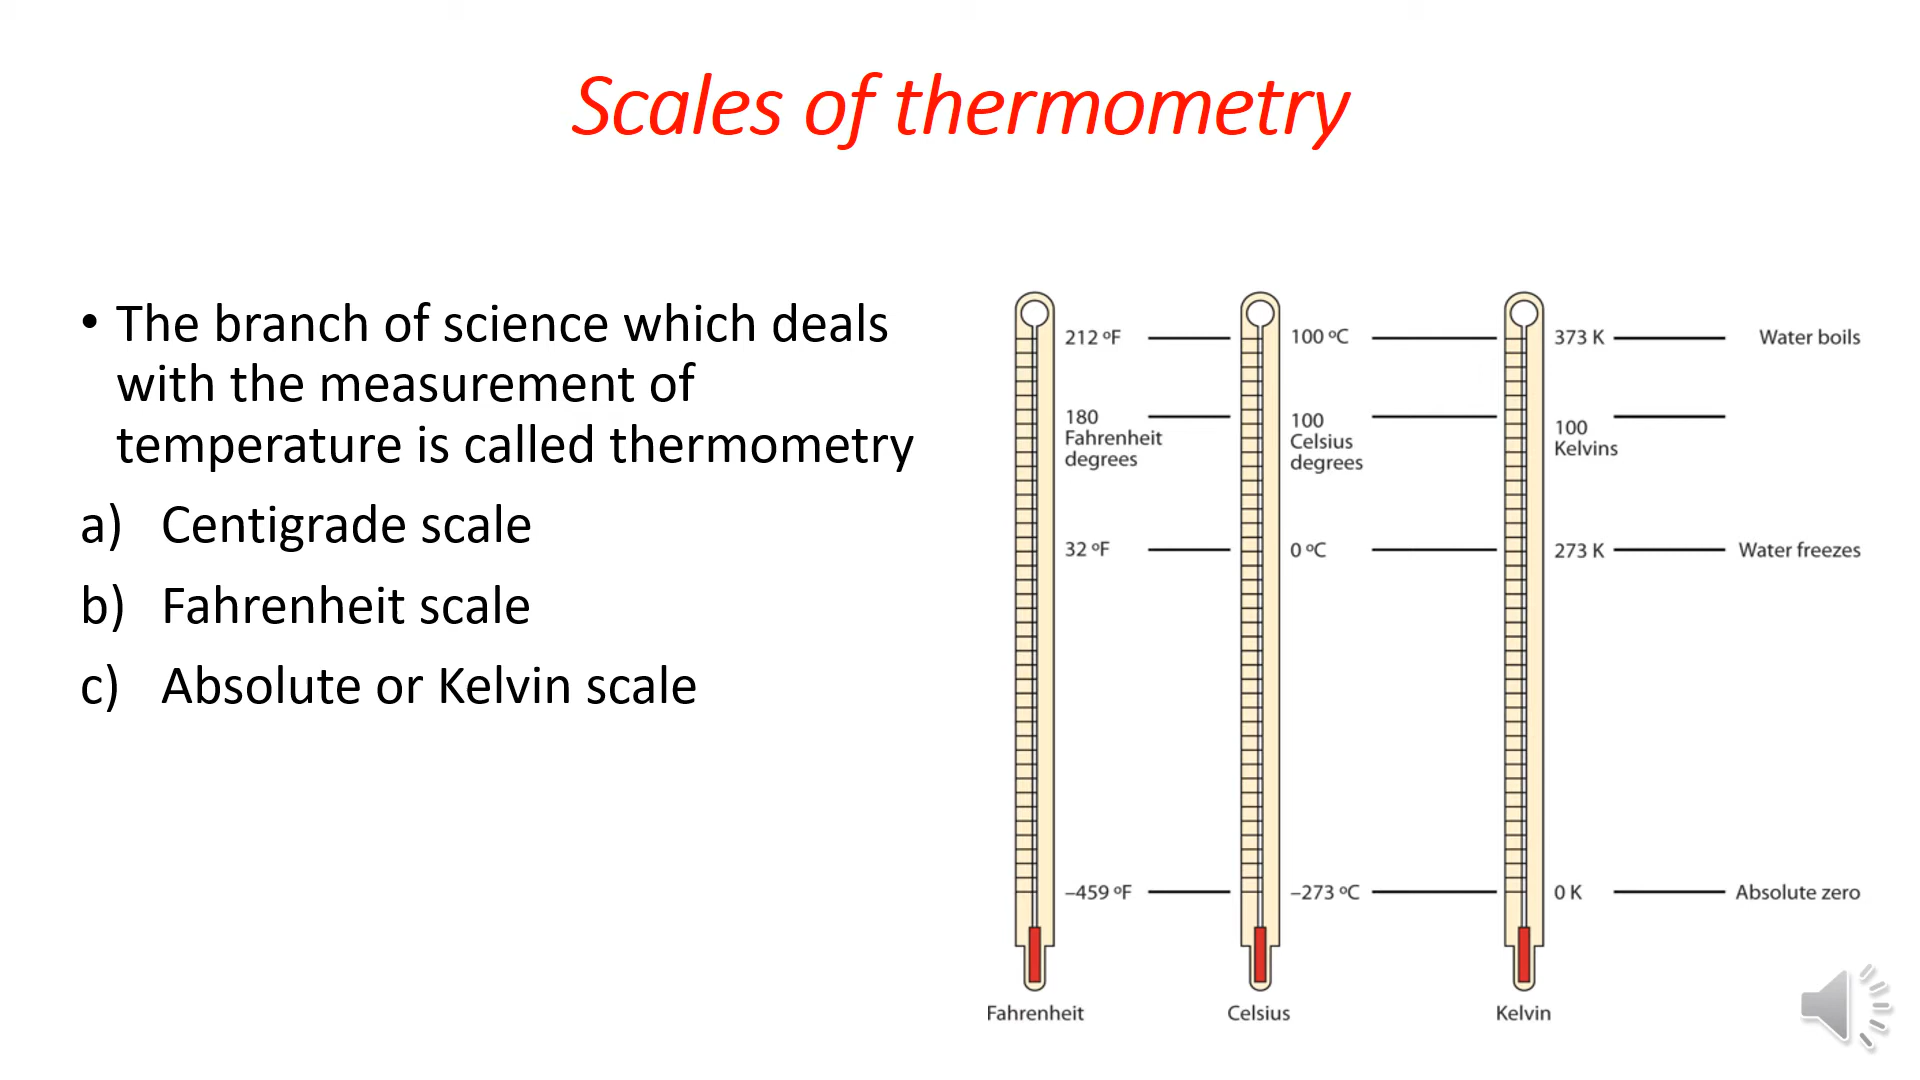 Scales of thermometry
• The branch of science which deals
with the measurement of
temperature is called thermometry
a) Centigrade scale
b) Fahrenheit scale
c) Absolute or Kelvin scale
212 ºF 100 ºC 373 K Water boils
180
Fahrenheit
degrees
100
Celsius
degrees
100
Kelvins
32 ºF 0 ºC 273 K Water freezes
–459 ºF –273 ºC 0 K Absolute zero
Fahrenheit Celsius Kelvin